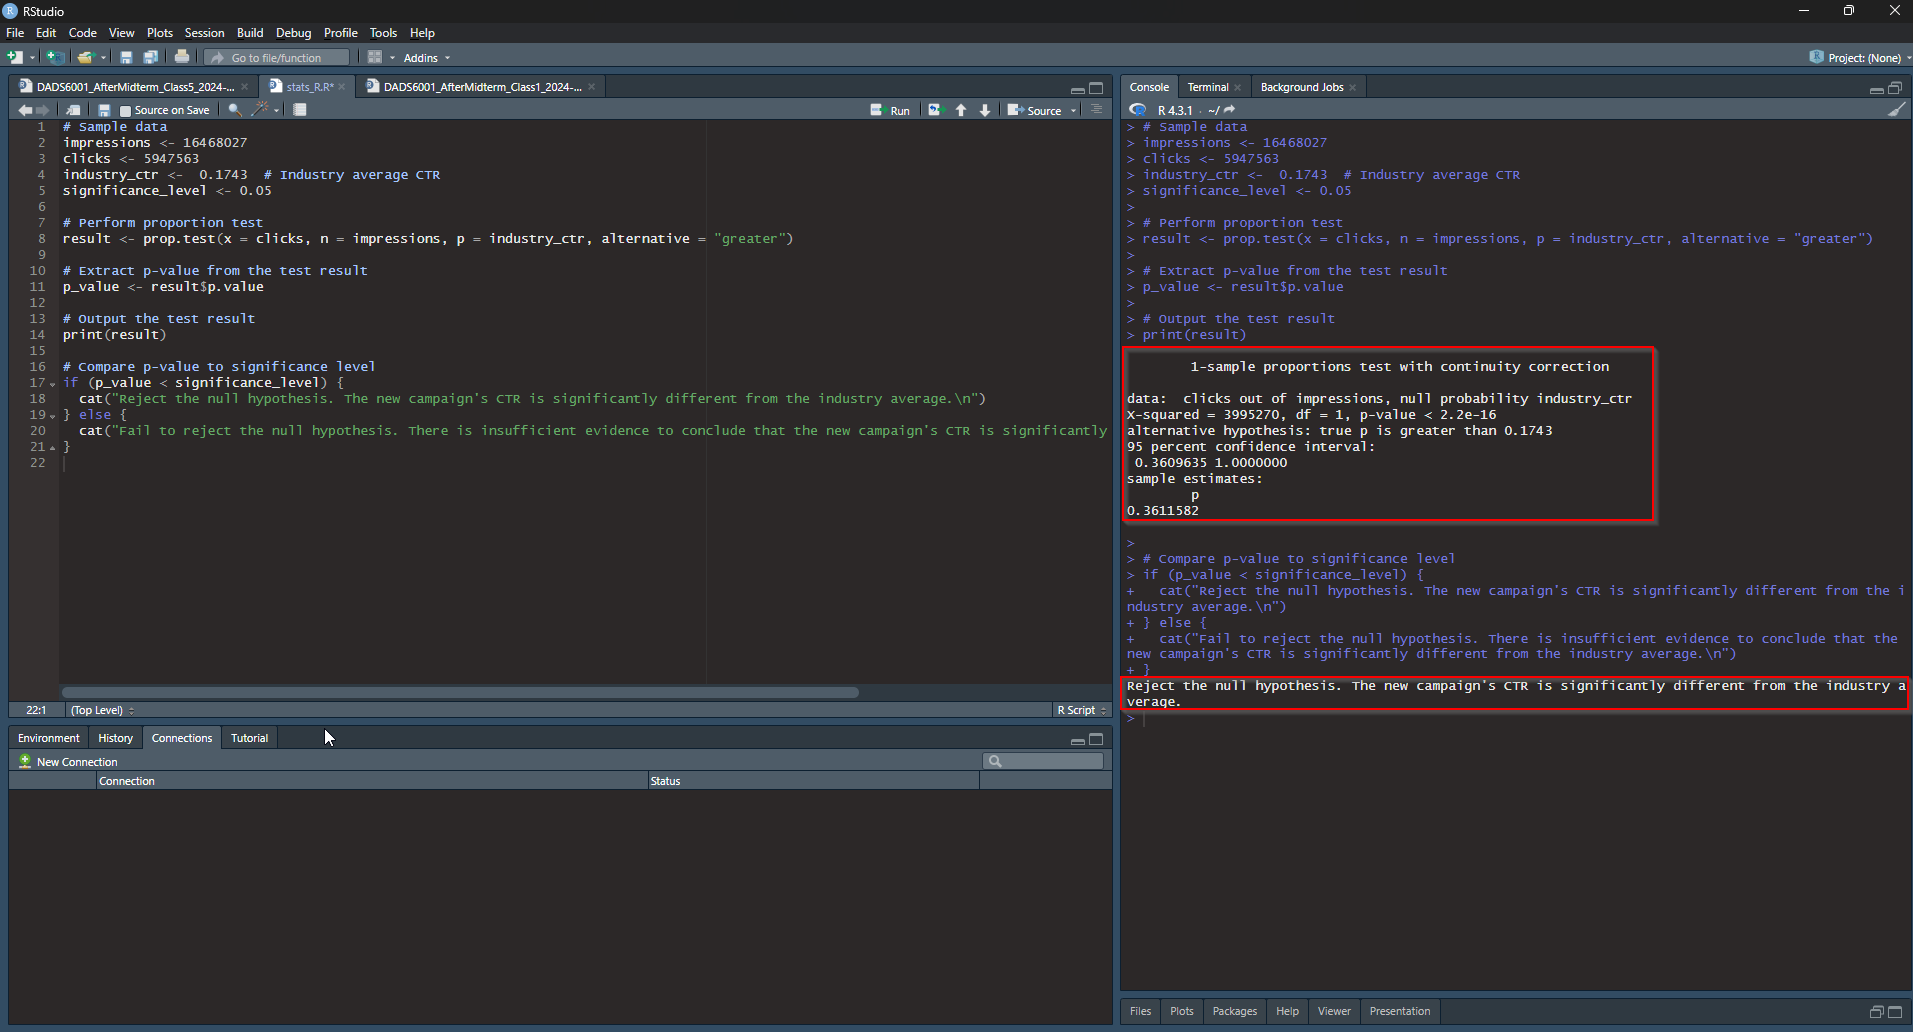 RStudio
File Edit Code View Plots Session Build Debug Profile Tools Help
Go to file/function Addins Project: (None)
DADS6001_AfterMidterm_Class5_2024-... stats_R.R* DADS6001_AfterMidterm_Class1_2024-...
Source on Save Run Source
1 # Sample data
2 impressions <- 16468027
3 clicks <- 5947563
4 industry_ctr <-  0.1743  # Industry average CTR
5 significance_level <- 0.05
6
7 # Perform proportion test
8 result <- prop.test(x = clicks, n = impressions, p = industry_ctr, alternative = "greater")
9
10 # Extract p-value from the test result
11 p_value <- result$p.value
12
13 # Output the test result
14 print(result)
15
16 # Compare p-value to significance level
17 if (p_value < significance_level) {
18   cat("Reject the null hypothesis. The new campaign's CTR is significantly different from the industry average.\n")
19 } else {
20   cat("Fail to reject the null hypothesis. There is insufficient evidence to conclude that the new campaign's CTR is significantly
21 }
22
22:1 (Top Level) R Script
Environment History Connections Tutorial
New Connection
Connection Status
Console Terminal Background Jobs
R 4.3.1 · ~/
> # Sample data
> impressions <- 16468027
> clicks <- 5947563
> industry_ctr <-  0.1743  # Industry average CTR
> significance_level <- 0.05
>
> # Perform proportion test
> result <- prop.test(x = clicks, n = impressions, p = industry_ctr, alternative = "greater")
>
> # Extract p-value from the test result
> p_value <- result$p.value
>
> # Output the test result
> print(result)
1-sample proportions test with continuity correction
data:  clicks out of impressions, null probability industry_ctr
X-squared = 3995270, df = 1, p-value < 2.2e-16
alternative hypothesis: true p is greater than 0.1743
95 percent confidence interval:
0.3609635 1.0000000
sample estimates:
p
0.3611582
>
> # Compare p-value to significance level
> if (p_value < significance_level) {
+   cat("Reject the null hypothesis. The new campaign's CTR is significantly different from the i
ndustry average.\n")
+ } else {
+   cat("Fail to reject the null hypothesis. There is insufficient evidence to conclude that the
new campaign's CTR is significantly different from the industry average.\n")
+ }
Reject the null hypothesis. The new campaign's CTR is significantly different from the industry a
verage.
>
Files Plots Packages Help Viewer Presentation